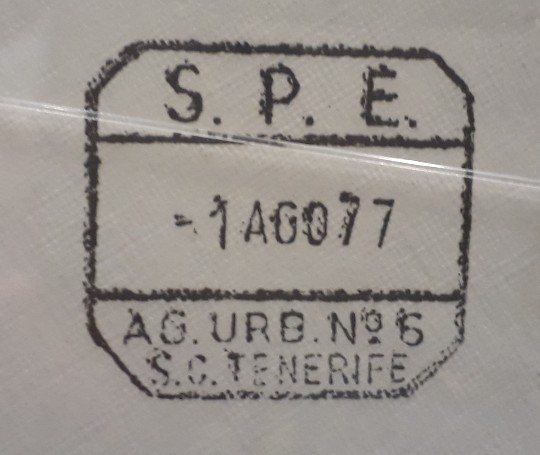 S. P. E.
-1AGO77
AG. URB. Nº 6
S.C. TENERIFE